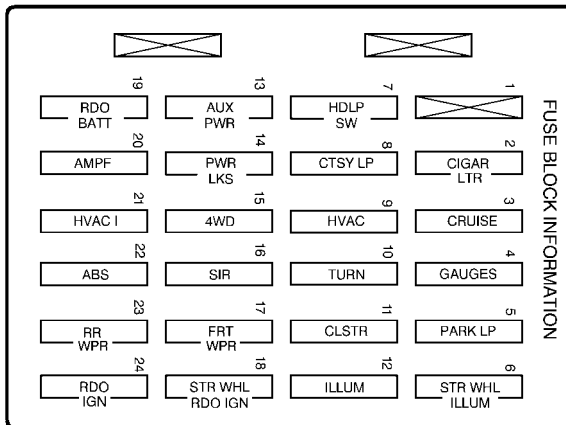 19
13
7
1
RDO
BATT
AUX
PWR
HDLP
SW
20
14
8
2
AMPF
PWR
LKS
CTSY LP
CIGAR
LTR
21
15
9
3
HVAC I
4WD
HVAC
CRUISE
22
16
10
4
ABS
SIR
TURN
GAUGES
23
17
11
5
RR
WPR
FRT
WPR
CLSTR
PARK LP
24
18
12
6
RDO
IGN
STR WHL
RDO IGN
ILLUM
STR WHL
ILLUM
FUSE BLOCK INFORMATION